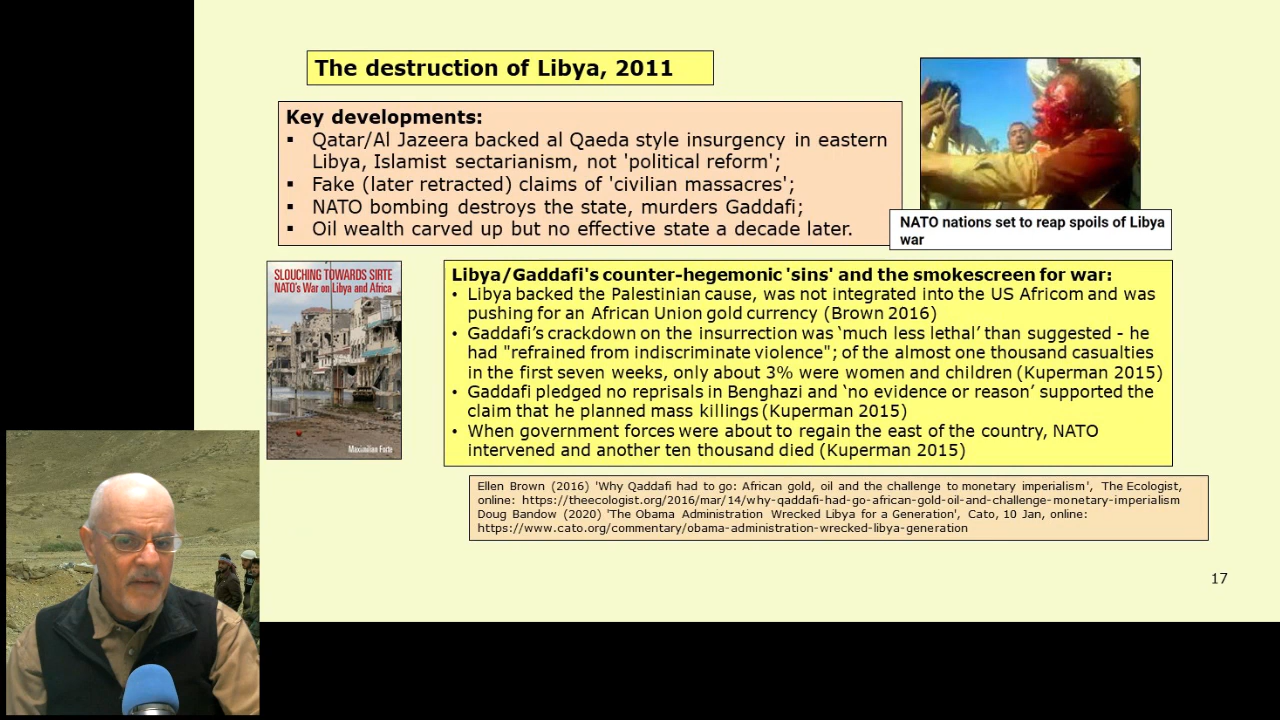 The destruction of Libya, 2011
Key developments:
▪ Qatar/Al Jazeera backed al Qaeda style insurgency in eastern
Libya, Islamist sectarianism, not 'political reform';
▪ Fake (later retracted) claims of 'civilian massacres';
▪ NATO bombing destroys the state, murders Gaddafi;
▪ Oil wealth carved up but no effective state a decade later.
NATO nations set to reap spoils of Libya
war
SLOUCHING TOWARDS SIRTE
NATO's War on Libya and Africa
Maximilian Forte
Libya/Gaddafi's counter-hegemonic 'sins' and the smokescreen for war:
• Libya backed the Palestinian cause, was not integrated into the US Africom and was
pushing for an African Union gold currency (Brown 2016)
• Gaddafi’s crackdown on the insurrection was ‘much less lethal’ than suggested - he
had "refrained from indiscriminate violence"; of the almost one thousand casualties
in the first seven weeks, only about 3% were women and children (Kuperman 2015)
• Gaddafi pledged no reprisals in Benghazi and ‘no evidence or reason’ supported the
claim that he planned mass killings (Kuperman 2015)
• When government forces were about to regain the east of the country, NATO
intervened and another ten thousand died (Kuperman 2015)
Ellen Brown (2016) 'Why Qaddafi had to go: African gold, oil and the challenge to monetary imperialism', The Ecologist,
online: https://theecologist.org/2016/mar/14/why-qaddafi-had-go-african-gold-oil-and-challenge-monetary-imperialism
Doug Bandow (2020) 'The Obama Administration Wrecked Libya for a Generation', Cato, 10 Jan, online:
https://www.cato.org/commentary/obama-administration-wrecked-libya-generation
17